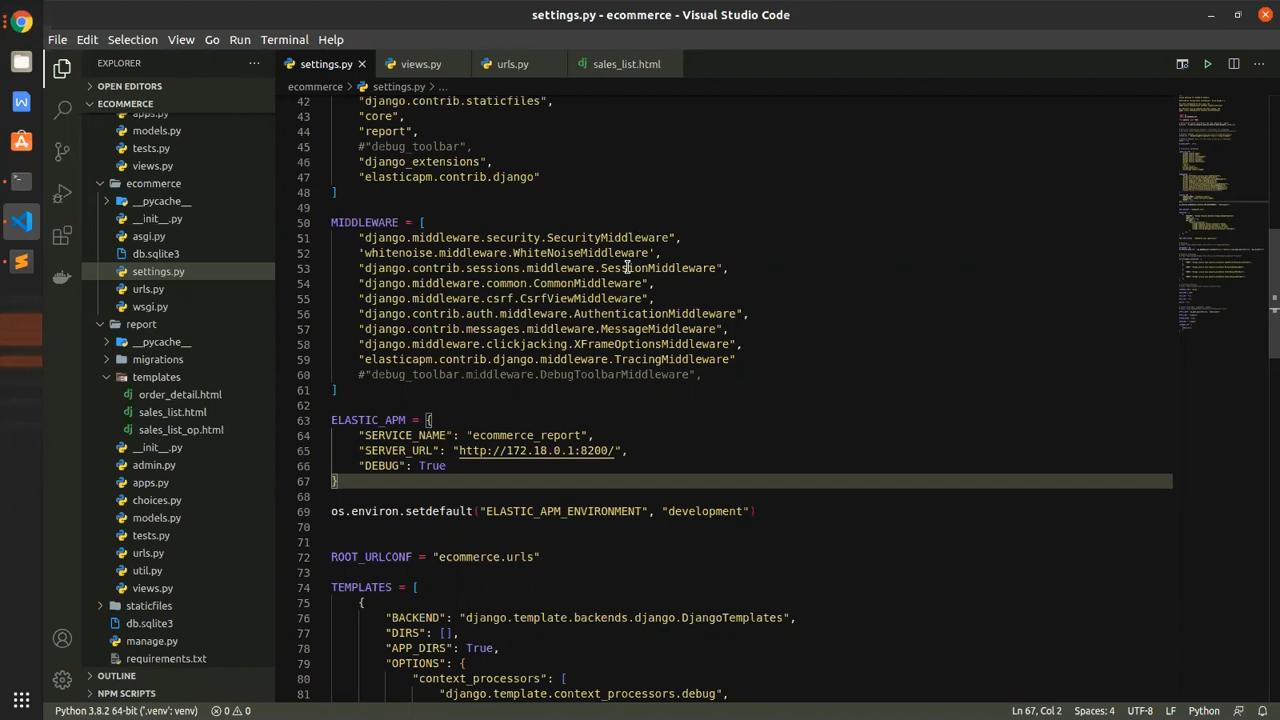 settings.py - ecommerce - Visual Studio Code
File Edit Selection View Go Run Terminal Help
EXPLORER
settings.py
views.py
urls.py
sales_list.html
OPEN EDITORS
ECOMMERCE
apps.py
models.py
tests.py
views.py
ecommerce
__pycache__
__init__.py
asgi.py
db.sqlite3
settings.py
urls.py
wsgi.py
report
__pycache__
migrations
templates
order_detail.html
sales_list.html
sales_list_op.html
__init__.py
admin.py
apps.py
choices.py
models.py
tests.py
urls.py
util.py
views.py
staticfiles
db.sqlite3
manage.py
requirements.txt
OUTLINE
NPM SCRIPTS
ecommerce > settings.py > ...
42 "django.contrib.staticfiles",
43 "core",
44 "report",
45 #"debug_toolbar",
46 "django_extensions",
47 "elasticapm.contrib.django"
48 ]
49
50 MIDDLEWARE = [
51 "django.middleware.security.SecurityMiddleware",
52 'whitenoise.middleware.WhiteNoiseMiddleware',
53 "django.contrib.sessions.middleware.SessionMiddleware",
54 "django.middleware.common.CommonMiddleware",
55 "django.middleware.csrf.CsrfViewMiddleware",
56 "django.contrib.auth.middleware.AuthenticationMiddleware",
57 "django.contrib.messages.middleware.MessageMiddleware",
58 "django.middleware.clickjacking.XFrameOptionsMiddleware",
59 "elasticapm.contrib.django.middleware.TracingMiddleware"
60 #"debug_toolbar.middleware.DebugToolbarMiddleware",
61 ]
62
63 ELASTIC_APM = {
64 "SERVICE_NAME": "ecommerce_report",
65 "SERVER_URL": "http://172.18.0.1:8200/",
66 "DEBUG": True
67 }
68
69 os.environ.setdefault("ELASTIC_APM_ENVIRONMENT", "development")
70
71
72 ROOT_URLCONF = "ecommerce.urls"
73
74 TEMPLATES = [
75 {
76 "BACKEND": "django.template.backends.django.DjangoTemplates",
77 "DIRS": [],
78 "APP_DIRS": True,
79 "OPTIONS": {
80 "context_processors": [
81 "django.template.context_processors.debug",
Python 3.8.2 64-bit ('.venv': venv) 0 0 Ln 67, Col 2 Spaces: 4 UTF-8 LF Python